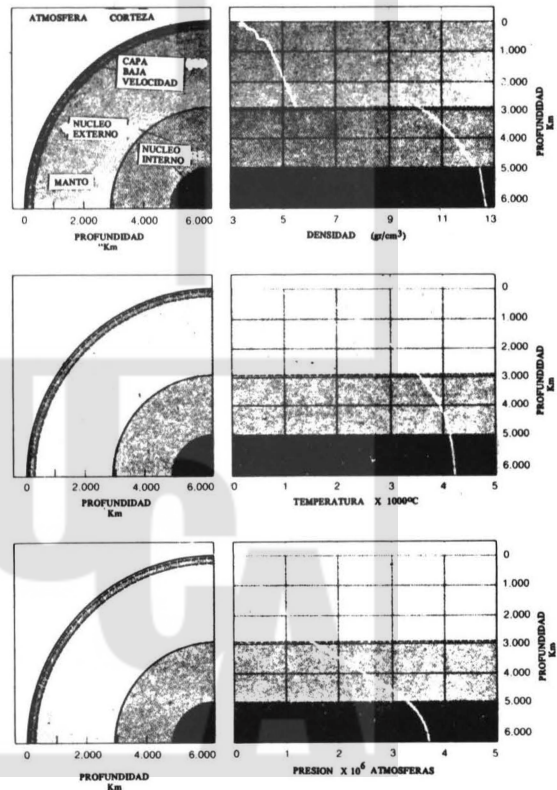 ATMOSFERA CORTEZA
CAPA
BAJA
VELOCIDAD
NUCLEO
EXTERNO
NUCLEO
INTERNO
MANTO
0 2.000 4.000 6.000
PROFUNDIDAD
"Km
0
1.000
2.000
3.000
4.000
5.000
6.000
PROFUNDIDAD
Km
3 5 7 9 11 13
DENSIDAD (gr/cm³)
0 2.000 4.000 6.000
PROFUNDIDAD
Km
0
1.000
2.000
3.000
4.000
5.000
6.000
PROFUNDIDAD
Km
0 1 2 3 4 5
TEMPERATURA X 1000ºC
0 2.000 4.000 6.000
PROFUNDIDAD
Km
0
1.000
2.000
3.000
4.000
5.000
6.000
PROFUNDIDAD
Km
0 1 2 3 4 5
PRESION X 10⁶ ATMOSFERAS
UCA